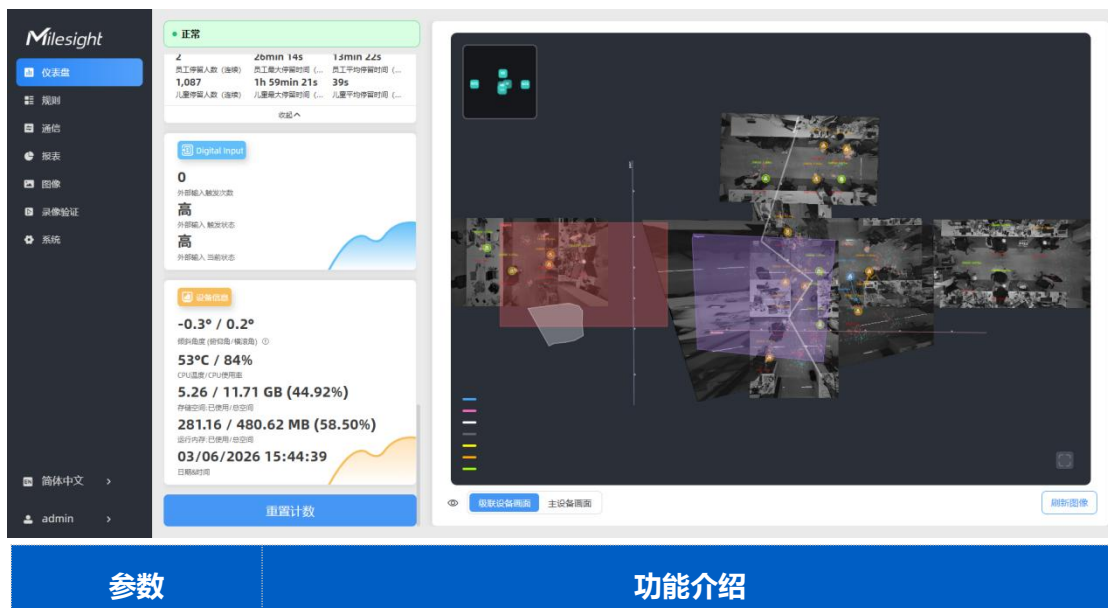 Milesight
仪表盘
规则
通信
报表
图像
录像验证
系统
EN 简体中文
admin
正常
2 26min 14s 13min 22s
员工停留人数 (连续) 员工最大停留时间 (... 员工平均停留时间 (...
1,087 1h 59min 21s 39s
儿童停留人数 (连续) 儿童最大停留时间 (... 儿童平均停留时间 (...
收起
Digital Input
0
外部输入触发次数
高
外部输入 触发状态
高
外部输入 当前状态
设备信息
-0.3° / 0.2°
倾斜角度 (俯仰角/横滚角)
53°C / 84%
CPU温度/CPU使用率
5.26 / 11.71 GB (44.92%)
存储空间:已使用/总空间
281.16 / 480.62 MB (58.50%)
运行内存:已使用/总空间
03/06/2026 15:44:39
日期&时间
重置计数
级联设备画面 主设备画面
刷新图像
参数 功能介绍